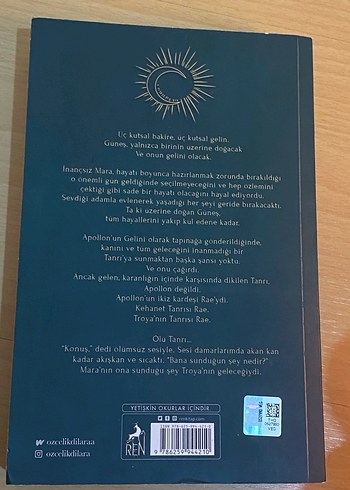 Üç kutsal bakire, üç kutsal gelin.
Güneş, yalnızca birinin üzerine doğacak
Ve onun gelini olacak.
İnançsız Mara, hayatı boyunca hazırlanmak zorunda bırakıldığı
o önemli gün geldiğinde seçilmeyeceğini ve hep özlemini
çektiği gibi sade bir hayatı olacağını hayal ediyordu.
Sevdiği adamla evlenerek yaşadığı her şeyi geride bırakacaktı.
Ta ki üzerine doğan Güneş,
tüm hayallerini yakıp kül edene kadar.
Apollon'un Gelini olarak tapınağa gönderildiğinde,
kanını ve tüm geleceğini inanmadığı bir
Tanrı'ya sunmaktan başka şansı yoktu.
Ve onu çağırdı.
Ancak gelen, karanlığın içinde karşısında dikilen Tanrı,
Apollon değildi.
Apollon'un ikiz kardeşi Rae'ydi.
Kehanet Tanrısı Rae.
Troya'nın Tanrısı Rae.
Ölü Tanrı...
"Konuş," dedi ölümsüz sesiyle. Sesi damarlarımda akan kan
kadar akışkan ve sıcaktı. "Bana sunduğun şey nedir?"
Mara'nın ona sunduğu şey Troya'nın geleceğiydi.
YETİŞKİN OKURLAR İÇİNDİR.
ozcelikdilaraa
ozcelikdilara
REN
9 786259 944210